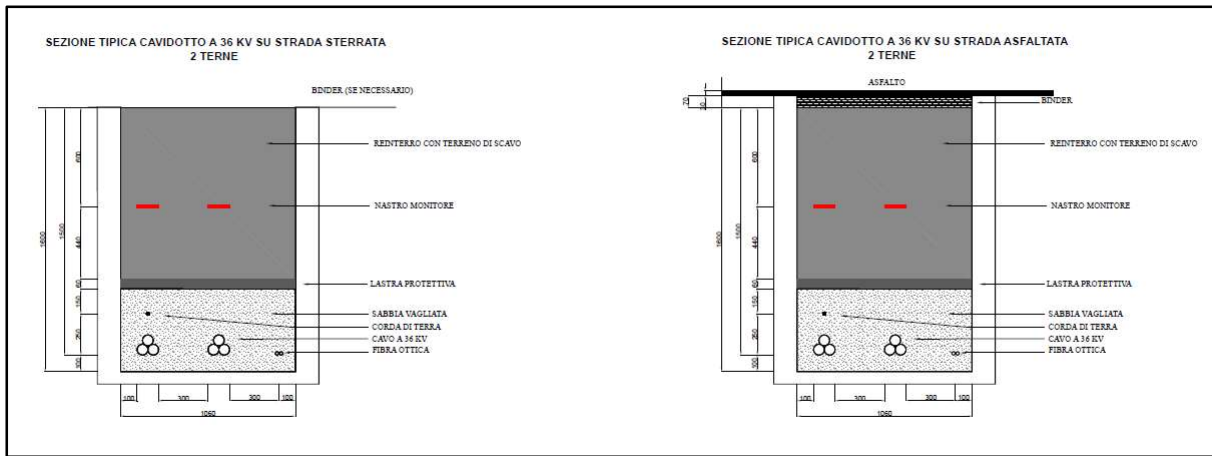 SEZIONE TIPICA CAVIDOTTO A 36 KV SU STRADA STERRATA
2 TERNE
BINDER (SE NECESSARIO)
REINTERRO CON TERRENO DI SCAVO
NASTRO MONITORE
LASTRA PROTETTIVA
SABBIA VAGLIATA
CORDA DI TERRA
CAVO A 36 KV
FIBRA OTTICA
1600
1500
600
440
60
150
250
100
100
300
300
100
1060
SEZIONE TIPICA CAVIDOTTO A 36 KV SU STRADA ASFALTATA
2 TERNE
ASFALTO
BINDER
REINTERRO CON TERRENO DI SCAVO
NASTRO MONITORE
LASTRA PROTETTIVA
SABBIA VAGLIATA
CORDA DI TERRA
CAVO A 36 KV
FIBRA OTTICA
70
1600
600
440
60
150
250
100
100
300
300
100
1060